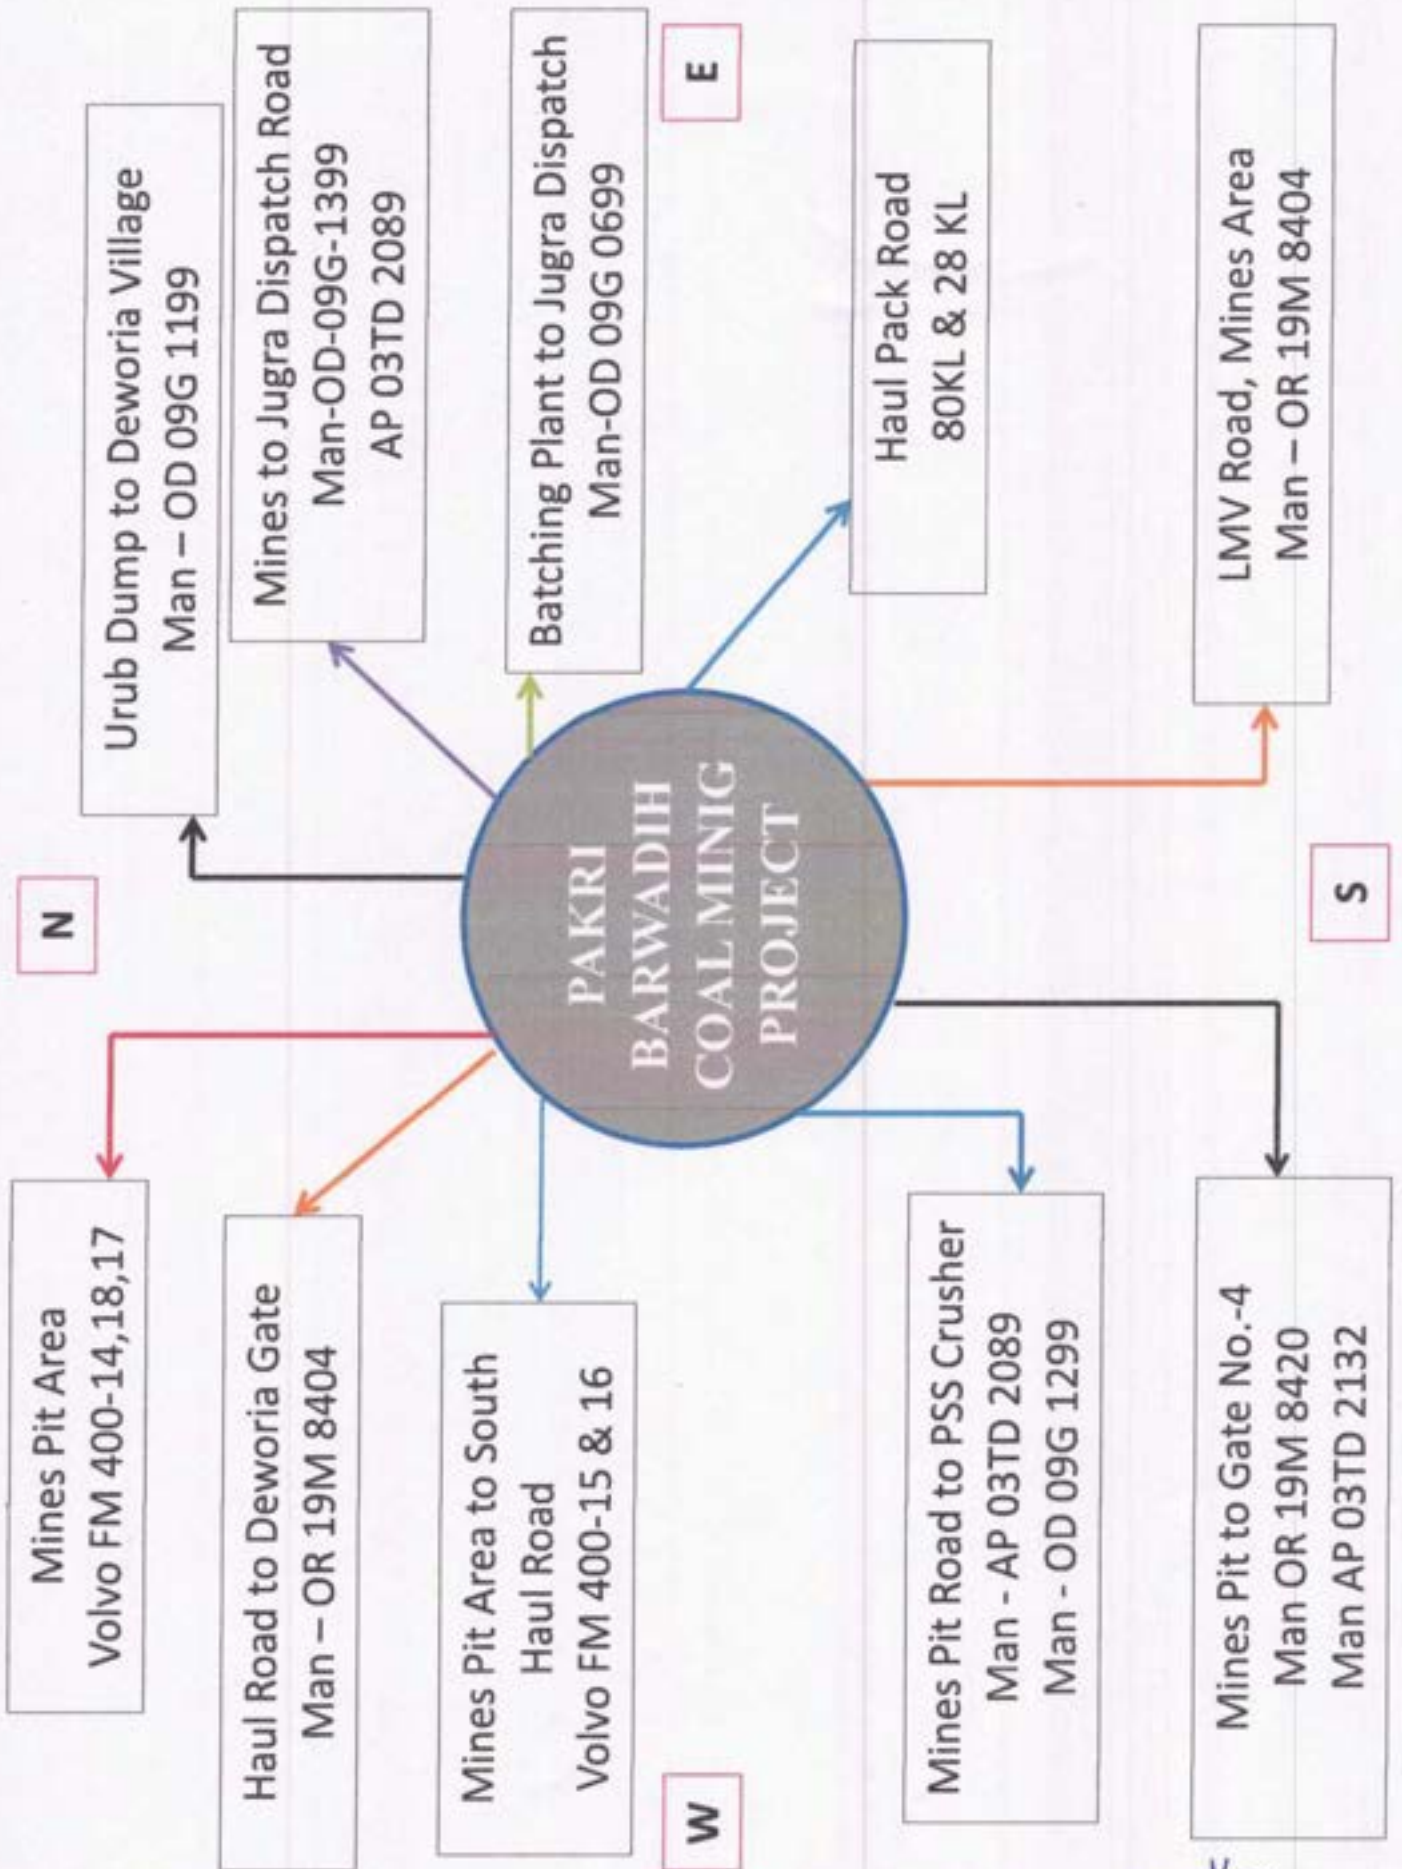 N
Mines Pit Area
Volvo FM 400-14,18,17
Urub Dump to Deworia Village
Man – OD 09G 1199
Haul Road to Deworia Gate
Man – OR 19M 8404
Mines to Jugra Dispatch Road
Man-OD-09G-1399
AP 03TD 2089
Mines Pit Area to South
Haul Road
Volvo FM 400-15 & 16
Batching Plant to Jugra Dispatch
Man-OD 09G 0699
W
PAKRI
BARWADIH
COAL MINIG
PROJECT
E
Mines Pit Road to PSS Crusher
Man - AP 03TD 2089
Man - OD 09G 1299
Haul Pack Road
80KL & 28 KL
Mines Pit to Gate No.-4
Man OR 19M 8420
Man AP 03TD 2132
LMV Road, Mines Area
Man – OR 19M 8404
S